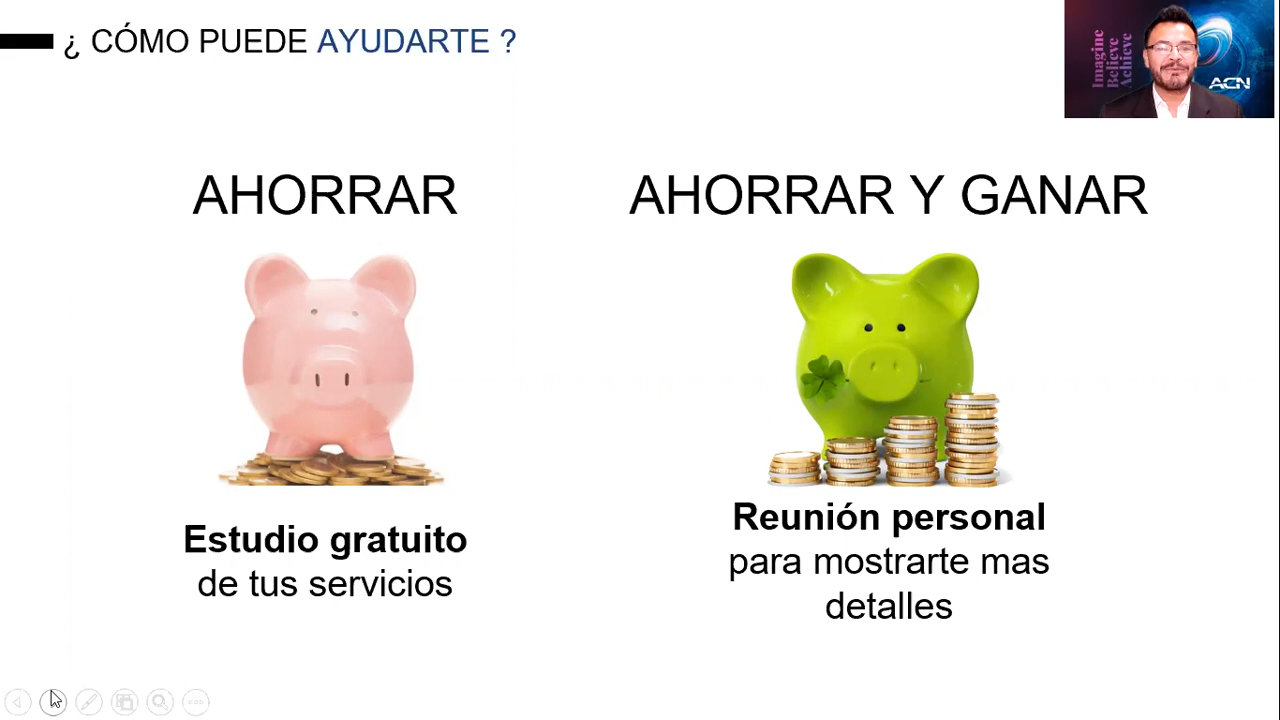 ¿ CÓMO PUEDE AYUDARTE ?
Imagine
Believe
Achieve
ACN
AHORRAR
AHORRAR Y GANAR
Estudio gratuito
de tus servicios
Reunión personal
para mostrarte mas
detalles